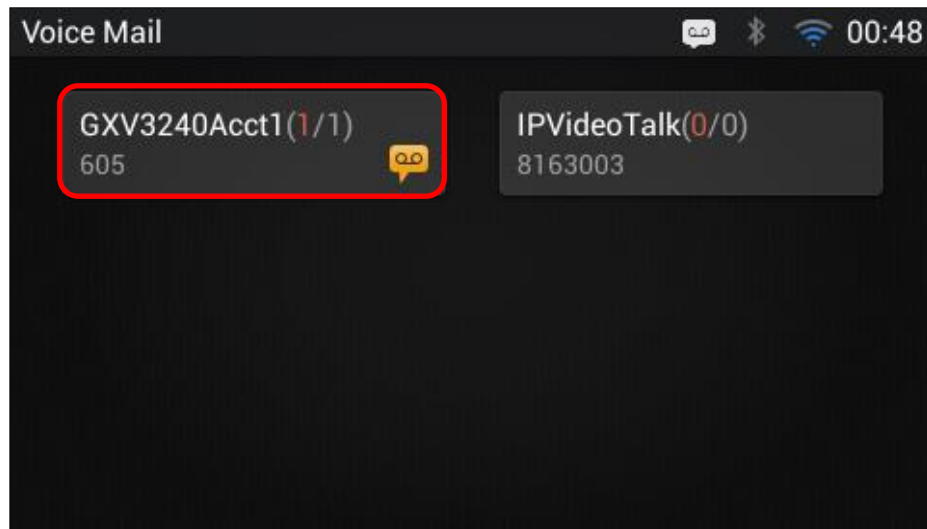 Voice Mail 00:48
GXV3240Acct1(1/1)
605
IPVideoTalk(0/0)
8163003